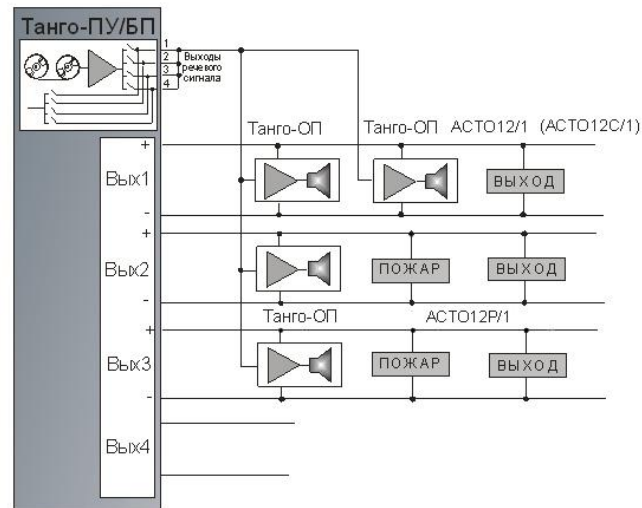 Танго-ПУ/БП
1
2
3
4
Выходы
речевого
сигнала
Танго-ОП
Танго-ОП
АСТО12/1 (АСТО12С/1)
+
Вых1
-
ВЫХОД
+
Вых2
-
ПОЖАР
ВЫХОД
Танго-ОП
АСТО12Р/1
+
Вых3
-
ПОЖАР
ВЫХОД
Вых4